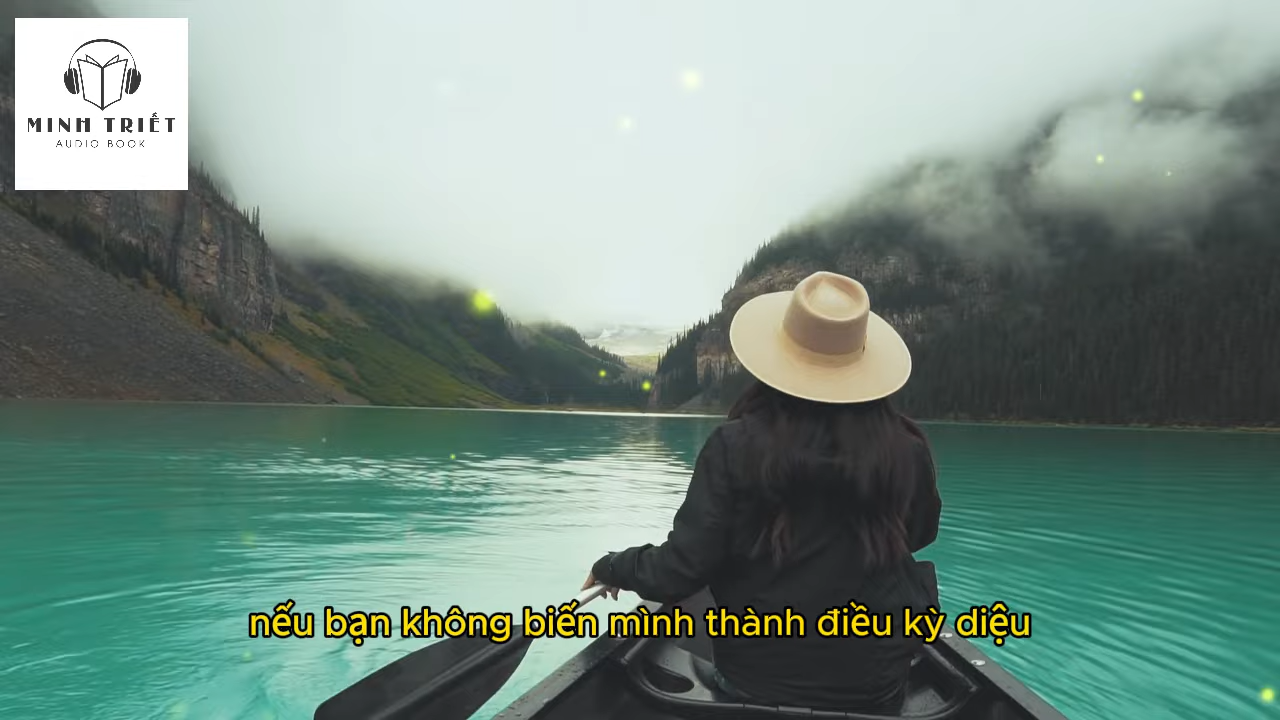 MINH TRIẾT
AUDIO BOOK
nếu bạn không biến mình thành điều kỳ diệu